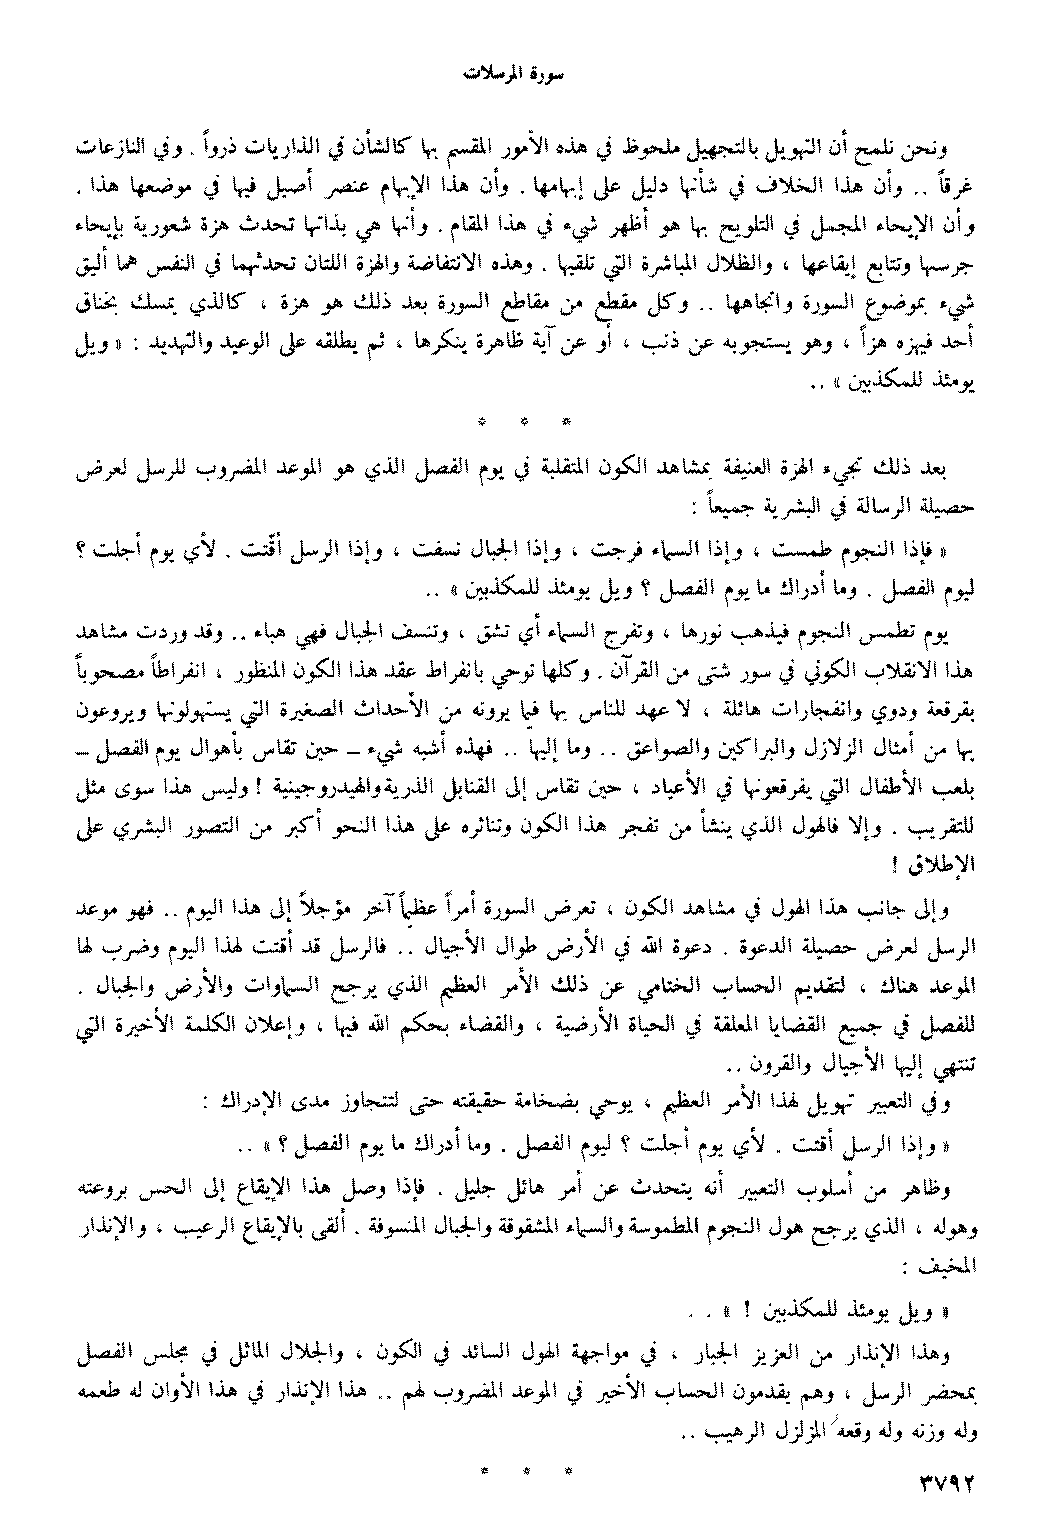 سورة المرسلات
ونحن نلمح أن التهويل بالتجهيل ملحوظ في هذه الأمور المقسم بها كالشأن في الذاريات ذرواً . وفي النازعات
غرقاً .. وأن هذا الخلاف في شأنها دليل على إبهامها . وأن هذا الإبهام عنصر أصيل فيها في موضعها هذا .
وأن الإيحاء المجمل في التلويح بها هو أظهر شيء في هذا المقام . وأنها هي بذاتها تحدث هزة شعورية بإيحاء
جرسها وتتابع إيقاعها ، والظلال المباشرة التي تلقيها . وهذه الانتفاضة والهزة اللتان تحدثهما في النفس هما أليق
شيء بموضوع السورة واتجاهها .. وكل مقطع من مقاطع السورة بعد ذلك هو هزة ، كالذي يمسك بخناق
أحد فيهزه هزاً ، وهو يستجوبه عن ذنب ، أو عن آية ظاهرة ينكرها ، ثم يطلقه على الوعيد والتهديد : « ويل
يومئذ للمكذبين » ..
* * *
بعد ذلك تجيء الهزة العنيفة بمشاهد الكون المتقلبة في يوم الفصل الذي هو الموعد المضروب للرسل لعرض
حصيلة الرسالة في البشرية جميعاً :
« فإذا النجوم طمست ، وإذا السماء فرجت ، وإذا الجبال نسفت ، وإذا الرسل أقّتت . لأي يوم أجلت ؟
ليوم الفصل . وما أدراك ما يوم الفصل ؟ ويل يومئذ للمكذبين » ..
يوم تطمس النجوم فيذهب نورها ، وتفرج السماء أي تشق ، وتنسف الجبال فهي هباء .. وقد وردت مشاهد
هذا الانقلاب الكوني في سور شتى من القرآن . وكلها توحي بانفراط عقد هذا الكون المنظور ، انفراطاً مصحوباً
بقرقعة ودوي وانفجارات هائلة ، لا عهد للناس بها فيما يرونه من الأحداث الصغيرة التي يستهولونها ويروعون
بها من أمثال الزلازل والبراكين والصواعق .. وما إليها .. فهذه أشبه شيء – حين تقاس بأهوال يوم الفصل –
بلعب الأطفال التي يفرقعونها في الأعياد ، حين تقاس إلى القنابل الذرية والهيدروجينية ! وليس هذا سوى مثل
للتقريب . وإلا فالهول الذي ينشأ من تفجر هذا الكون وتناثره على هذا النحو أكبر من التصور البشري على
الإطلاق !
وإلى جانب هذا الهول في مشاهد الكون ، تعرض السورة أمراً عظيماً آخر مؤجلاً إلى هذا اليوم .. فهو موعد
الرسل لعرض حصيلة الدعوة . دعوة الله في الأرض طوال الأجيال .. فالرسل قد أقتت لهذا اليوم وضرب لها
الموعد هناك ، لتقديم الحساب الختامي عن ذلك الأمر العظيم الذي يرجح السماوات والأرض والجبال .
للفصل في جميع القضايا المعلقة في الحياة الأرضية ، والقضاء بحكم الله فيها ، وإعلان الكلمة الأخيرة التي
تنتهي إليها الأجيال والقرون ..
وفي التعبير تهويل لهذا الأمر العظيم ، يوحي بضخامة حقيقته حتى لتتجاوز مدى الإدراك :
« وإذا الرسل أقتت . لأي يوم أجلت ؟ ليوم الفصل . وما أدراك ما يوم الفصل ؟ » ..
وظاهر من أسلوب التعبير أنه يتحدث عن أمر هائل جليل . فإذا وصل هذا الإيقاع إلى الحس بروعته
وهوله ، الذي يرجح هول النجوم المطموسة والسماء المشقوقة والجبال المنسوفة . ألقى بالإيقاع الرعيب ، والإنذار
المخيف :
« ويل يومئذ للمكذبين ! » . .
وهذا الإنذار من العزيز الجبار ، في مواجهة الهول السائد في الكون ، والجلال الماثل في مجلس الفصل
بمحضر الرسل ، وهم يقدمون الحساب الأخير في الموعد المضروب لهم .. هذا الإنذار في هذا الأوان له طعمه
وله وزنه وله وقعه المزلزل الرهيب ..
* * *
٣٧٩٢